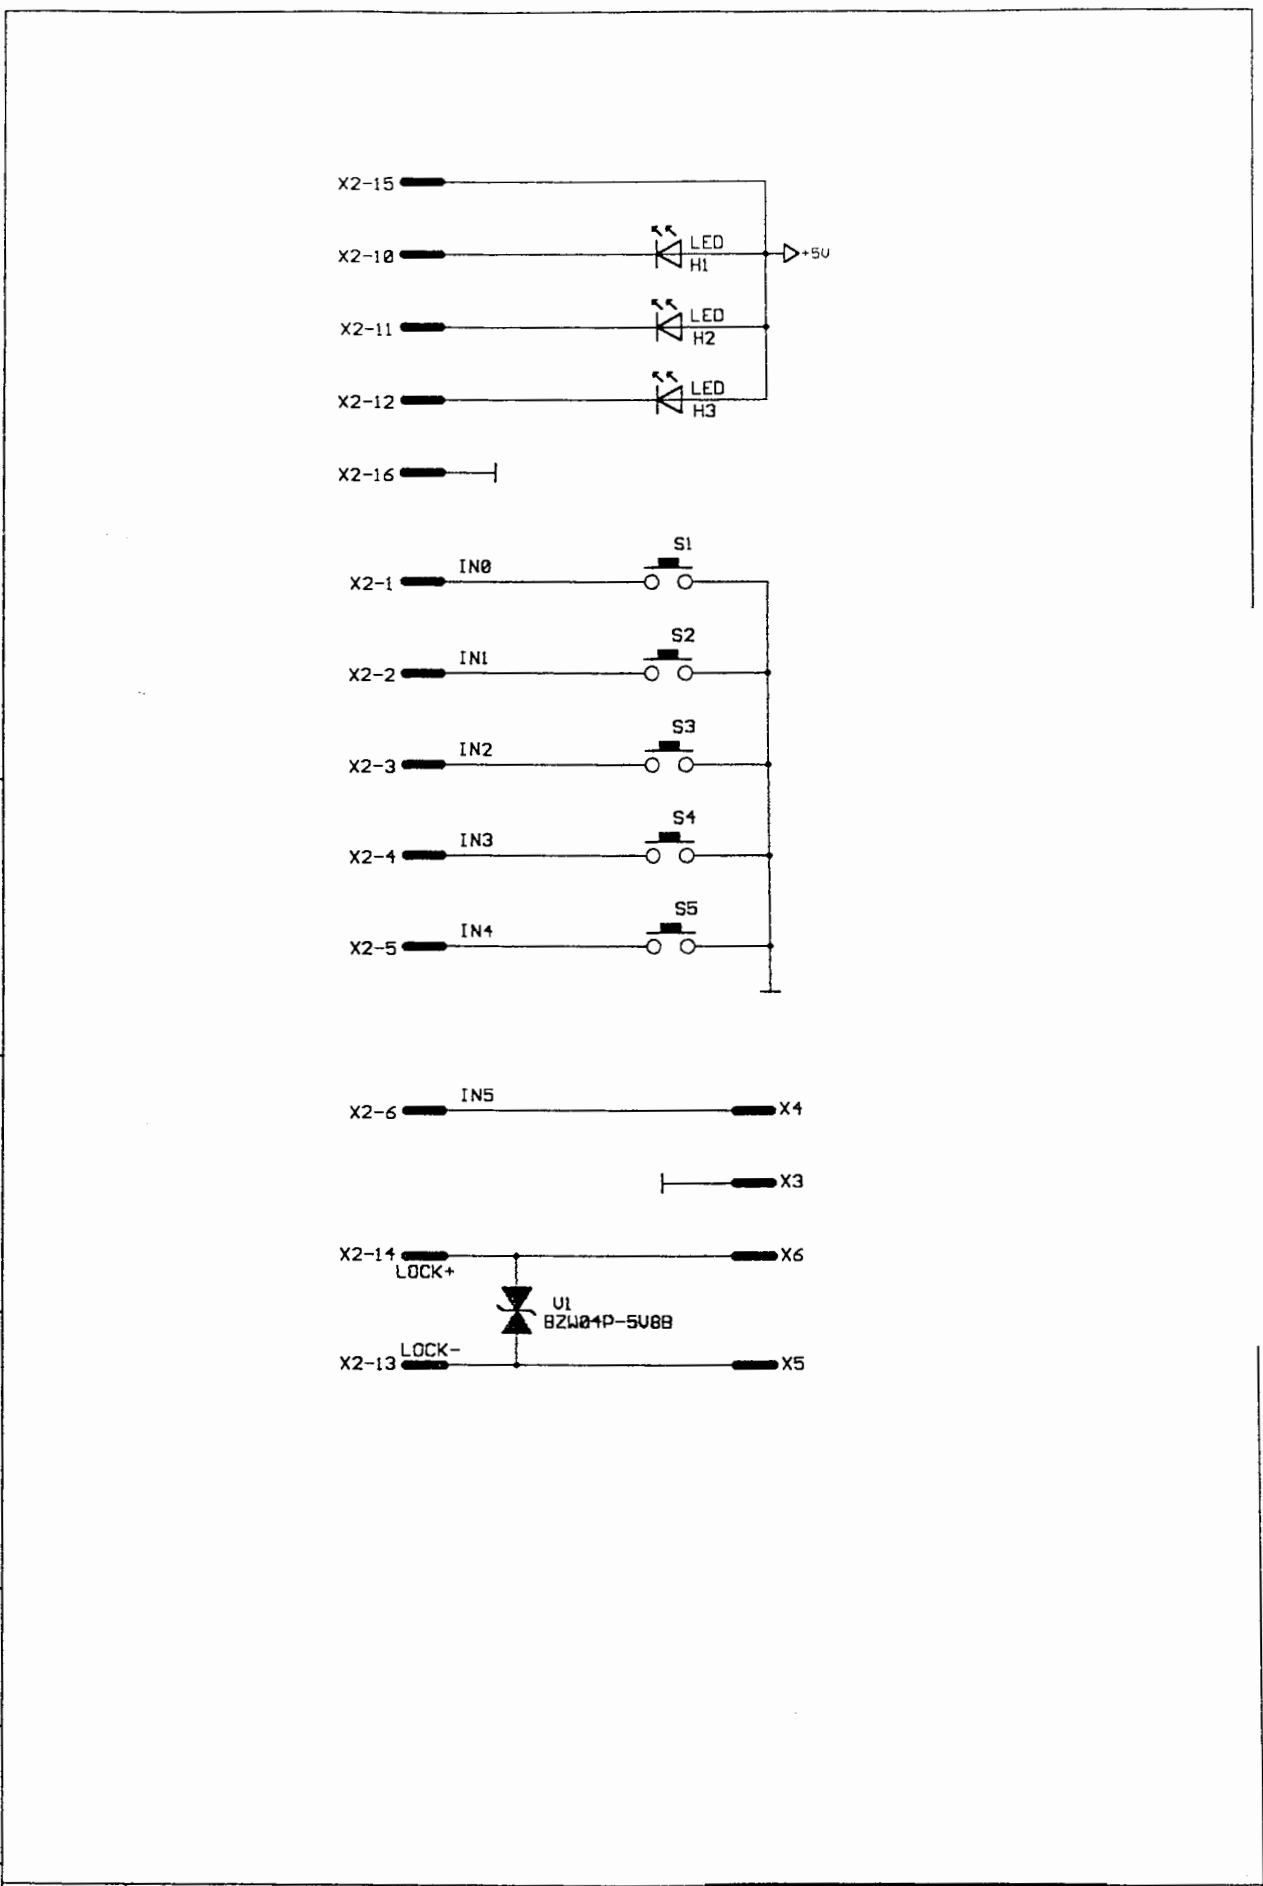 X2-15
X2-10 LED +5V
H1
X2-11 LED
H2
X2-12 LED
H3
X2-16
S1
X2-1 IN0
S2
X2-2 IN1
S3
X2-3 IN2
S4
X2-4 IN3
S5
X2-5 IN4
X2-6 IN5 X4
X3
X2-14 X6
LOCK+
V1
BZW04P-5V8B
LOCK-
X2-13 X5